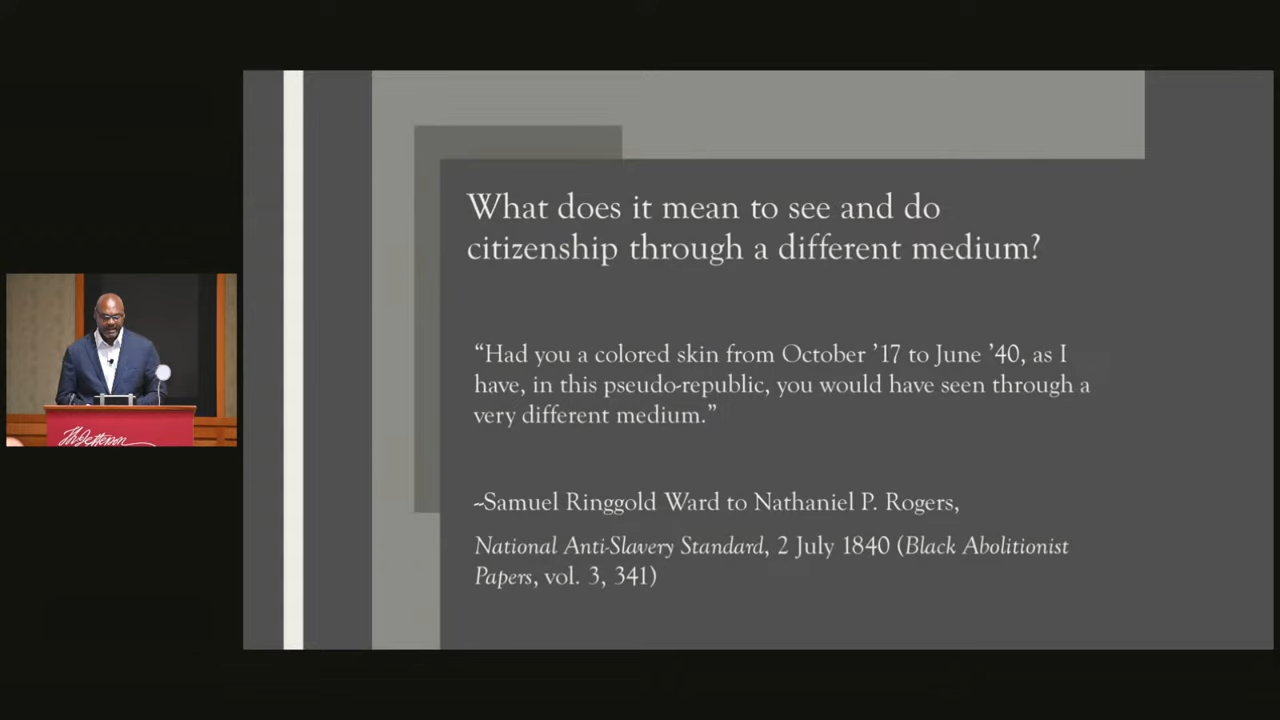 What does it mean to see and do
citizenship through a different medium?
“Had you a colored skin from October ’17 to June ’40, as I
have, in this pseudo-republic, you would have seen through a
very different medium.”
~Samuel Ringgold Ward to Nathaniel P. Rogers,
National Anti-Slavery Standard, 2 July 1840 (Black Abolitionist
Papers, vol. 3, 341)
Th Jefferson